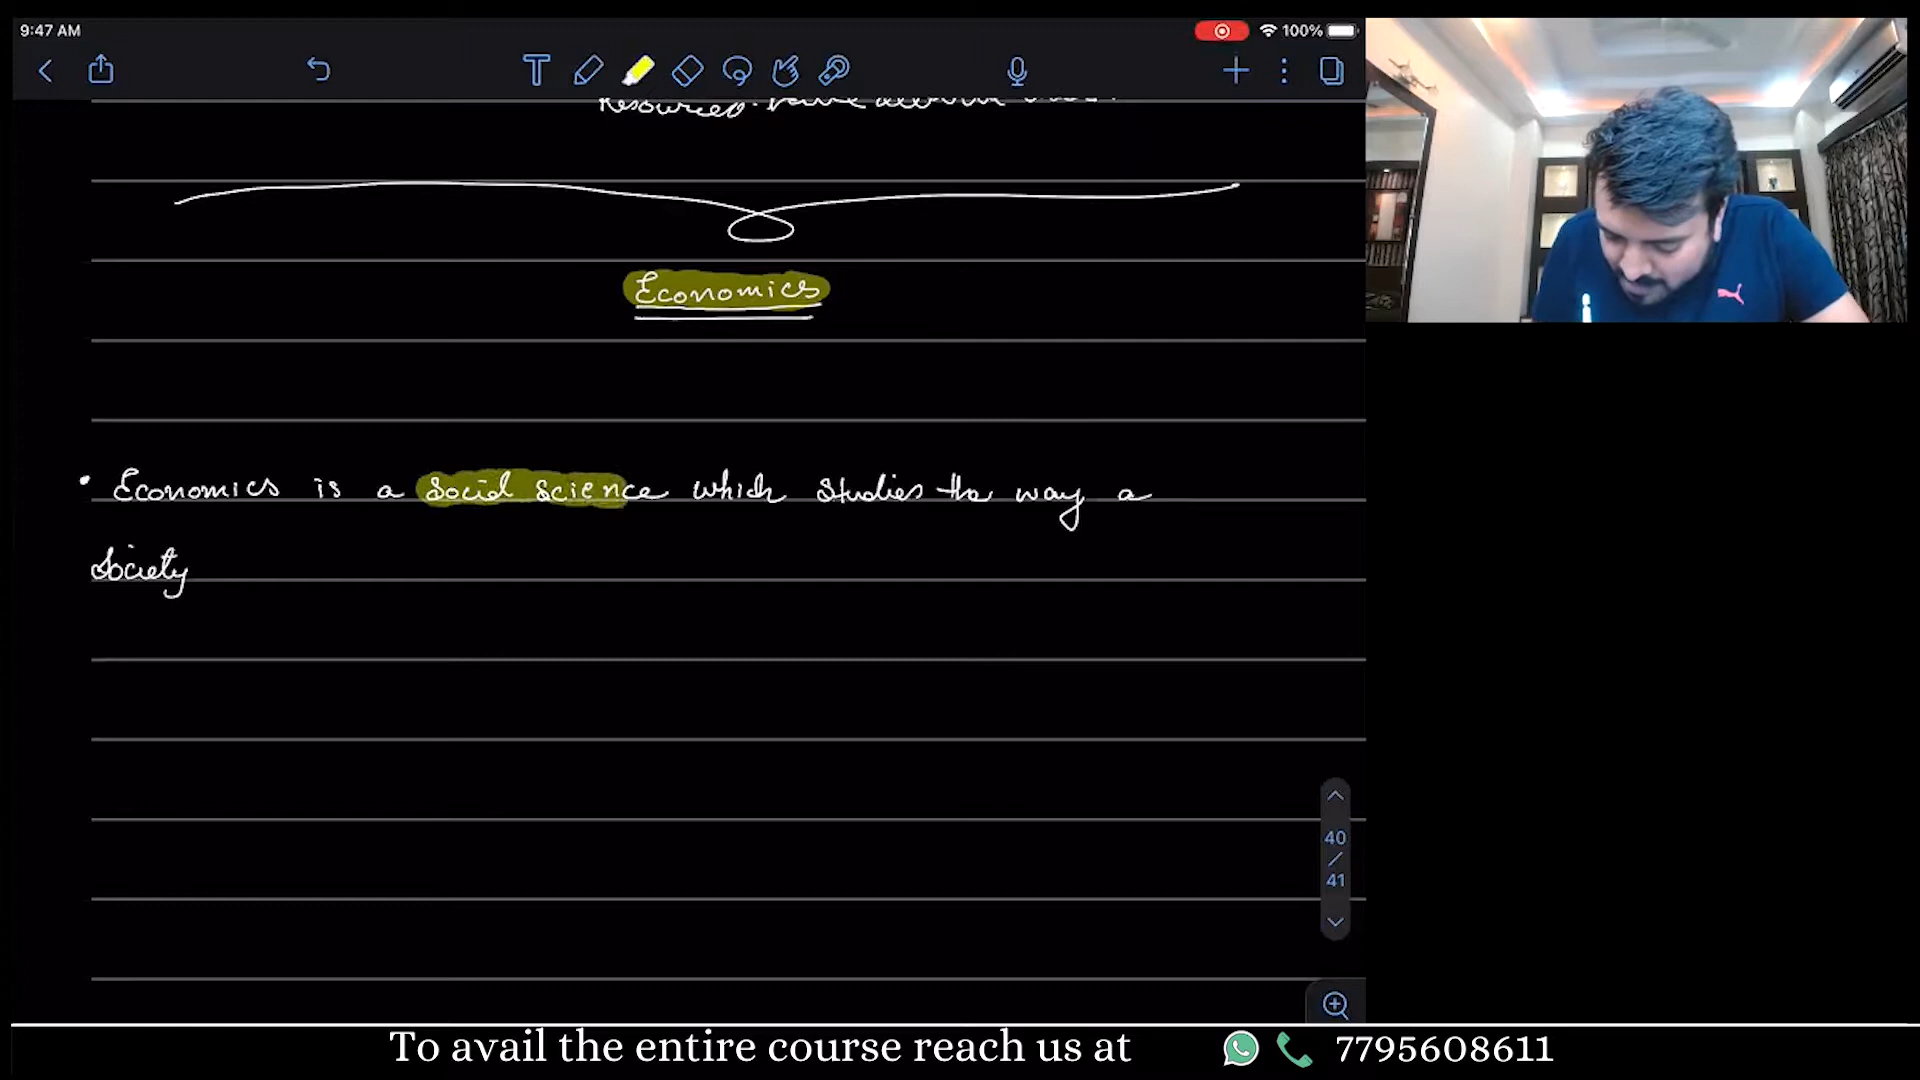 9:47 AM
100%
Resources
Economics
• Economics is a Social Science which studies the way a
Society
40
/
41
To avail the entire course reach us at 7795608611